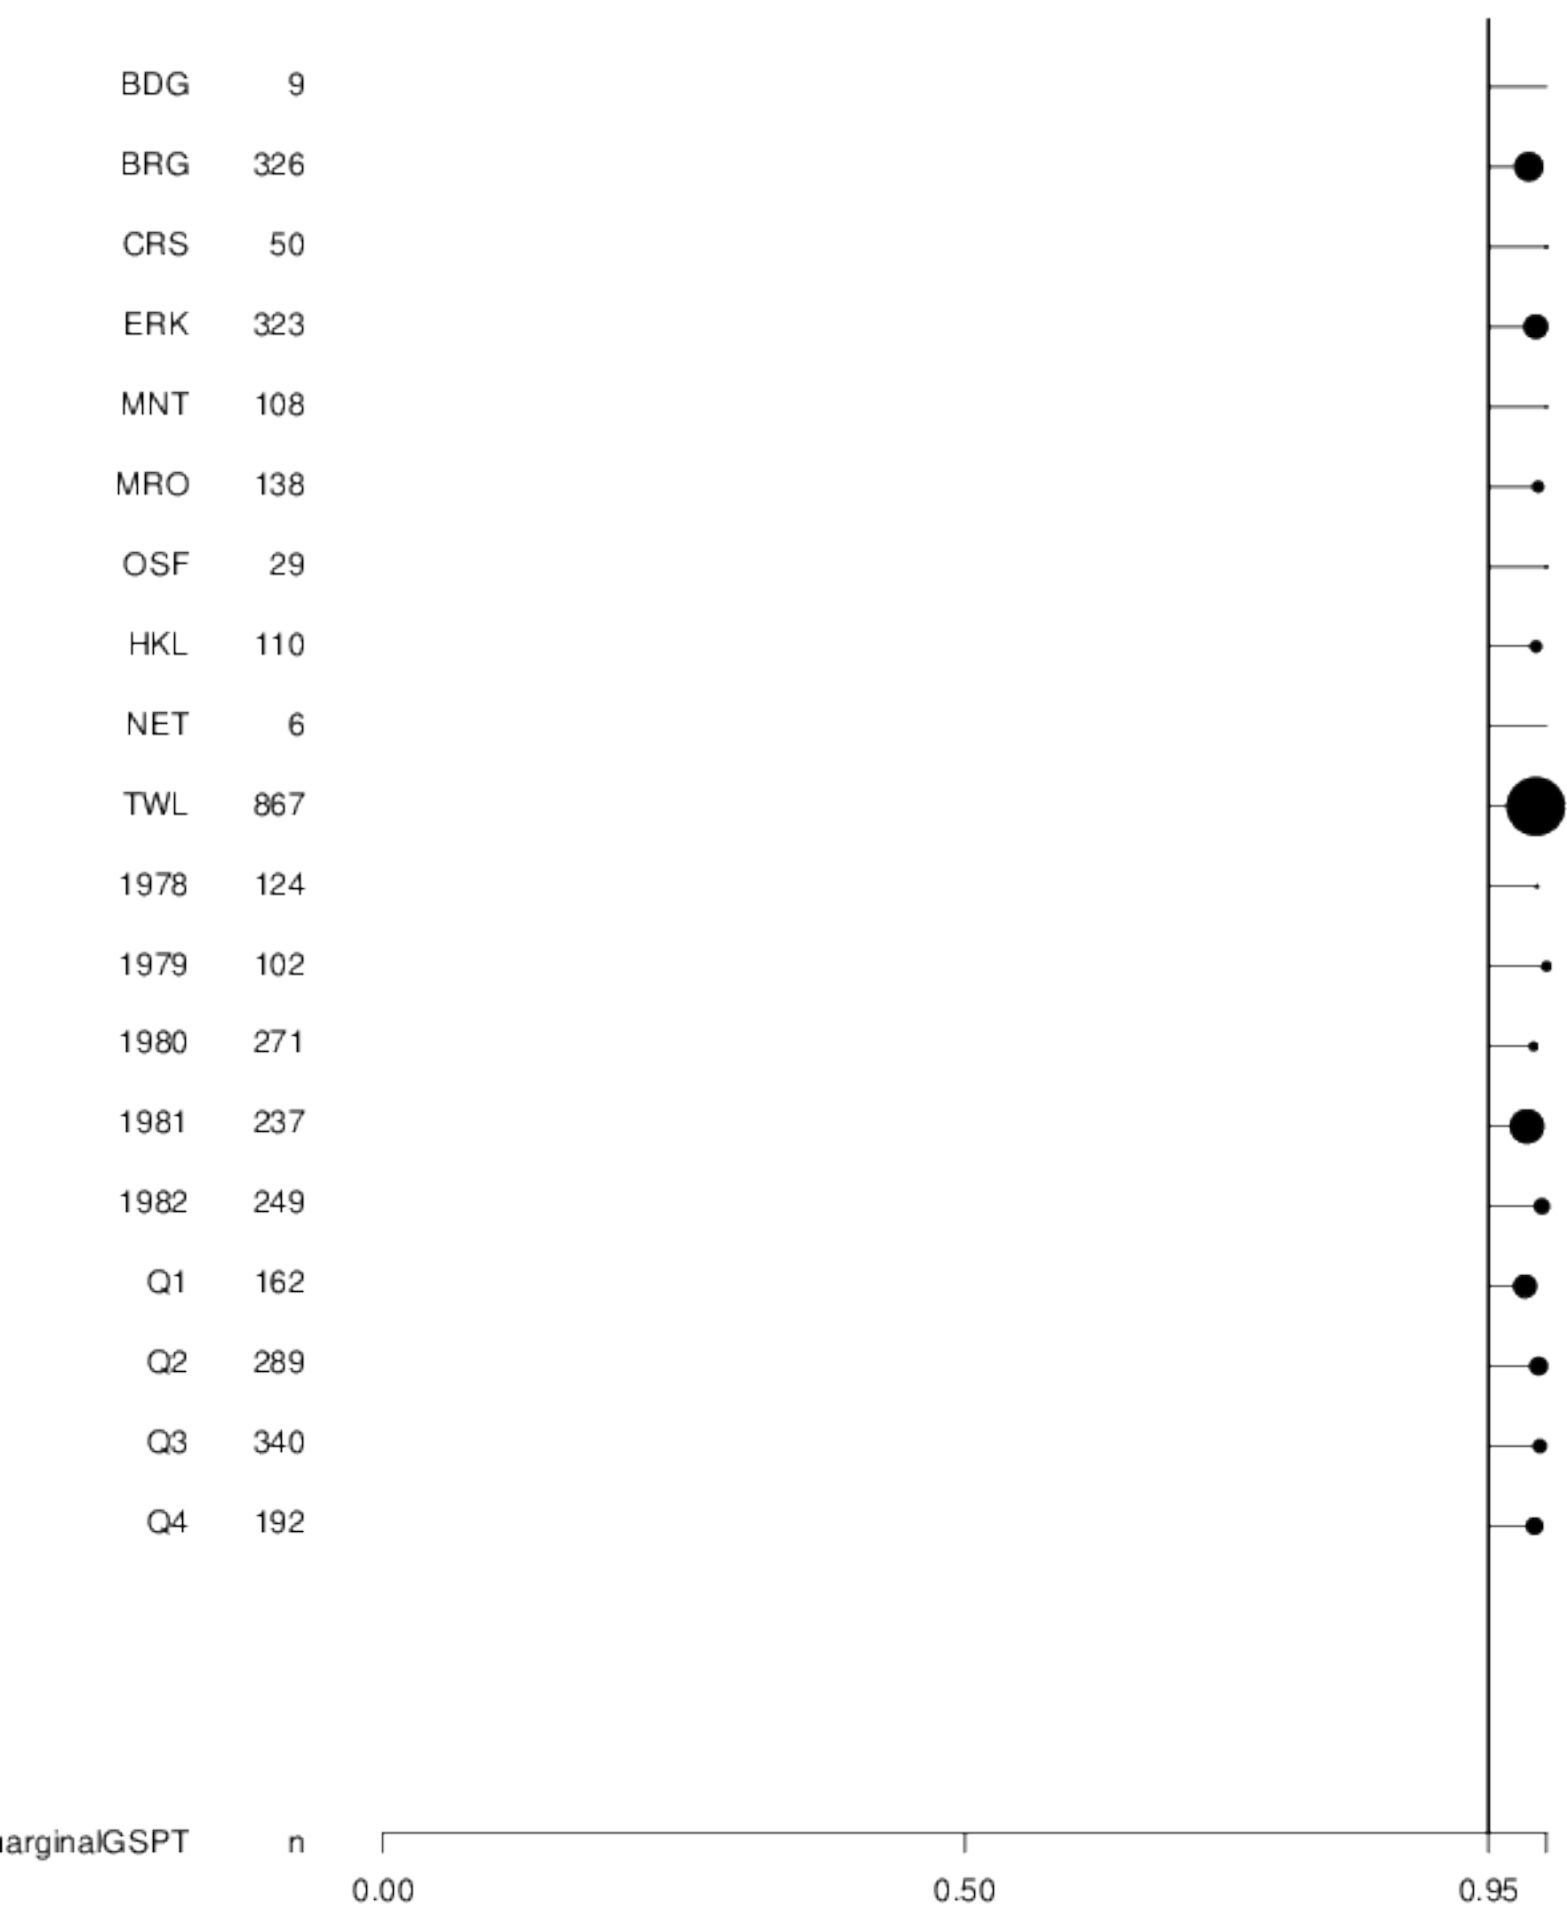 BDG 9
BRG 326
CRS 50
ERK 323
MNT 108
MRO 138
OSF 29
HKL 110
NET 6
TWL 867
1978 124
1979 102
1980 271
1981 237
1982 249
Q1 162
Q2 289
Q3 340
Q4 192
arginalGSPT n
0.00 0.50 0.95